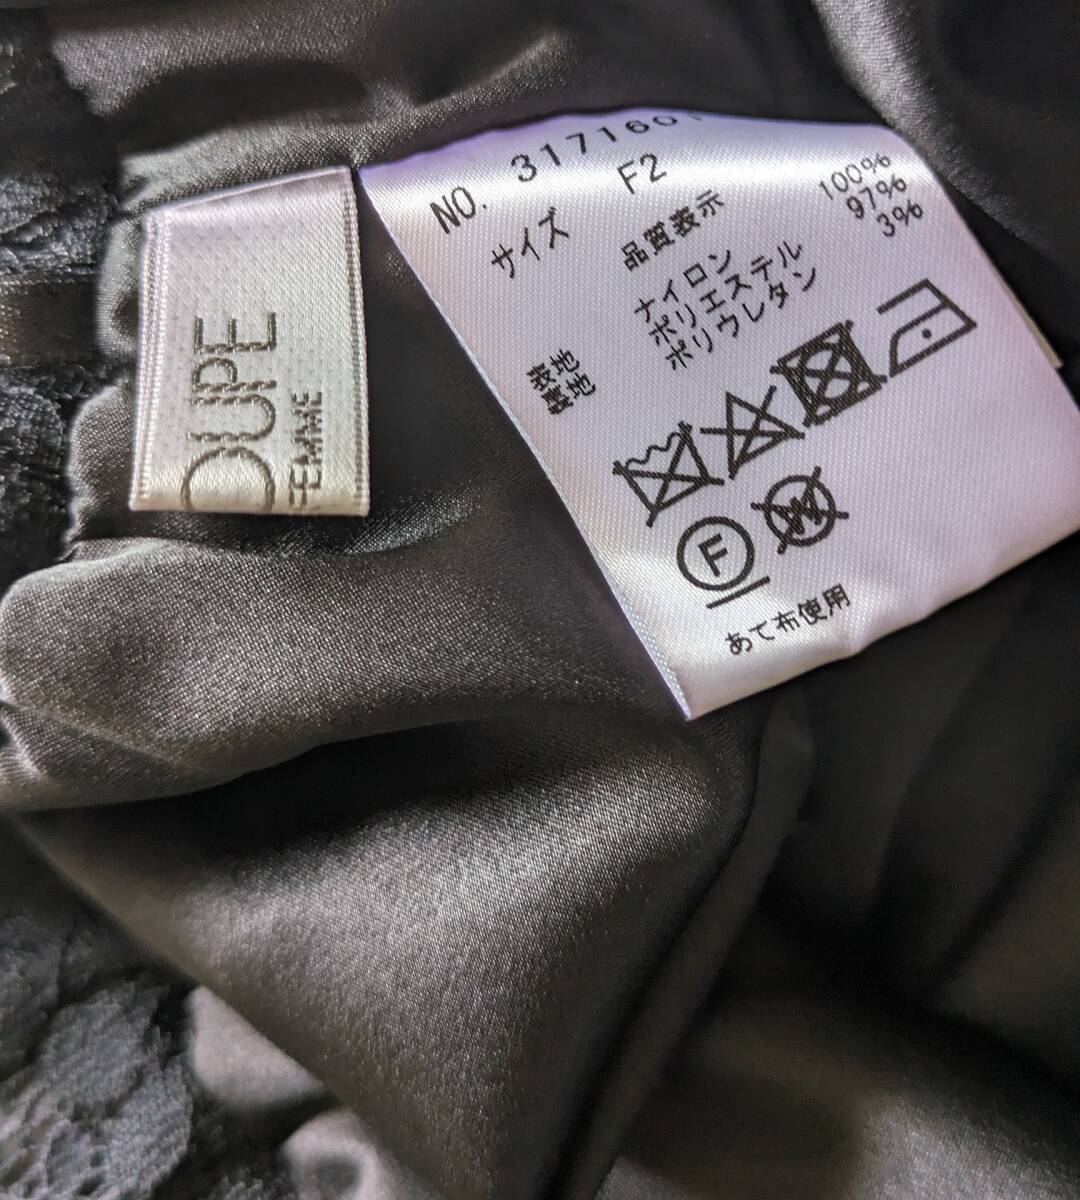 OUPE
FEMME
NO. 3171601
サイズ F2
品質表示
表地 ナイロン 100%
裏地 ポリエステル 97%
ポリウレタン 3%
F
W
あて布使用